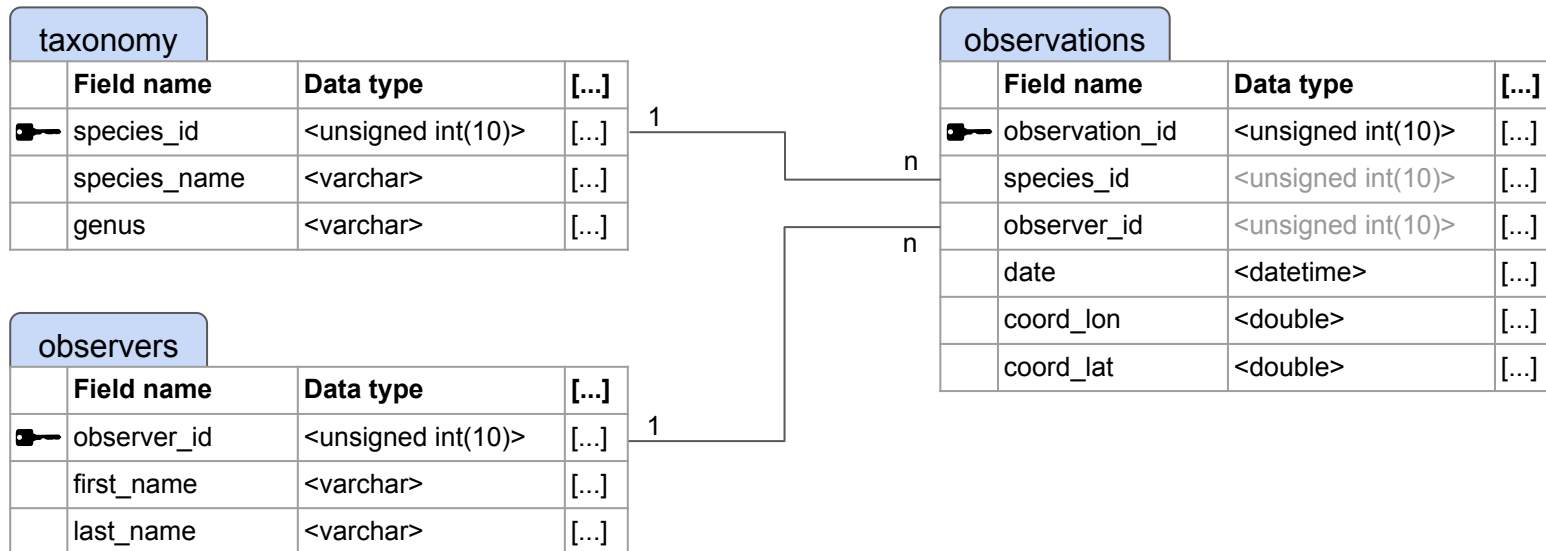 taxonomy
Field name Data type [...]
species_id <unsigned int(10)> [...]
species_name <varchar> [...]
genus <varchar> [...]
1
n
observers
Field name Data type [...]
observer_id <unsigned int(10)> [...]
first_name <varchar> [...]
last_name <varchar> [...]
1
n
observations
Field name Data type [...]
observation_id <unsigned int(10)> [...]
species_id <unsigned int(10)> [...]
observer_id <unsigned int(10)> [...]
date <datetime> [...]
coord_lon <double> [...]
coord_lat <double> [...]